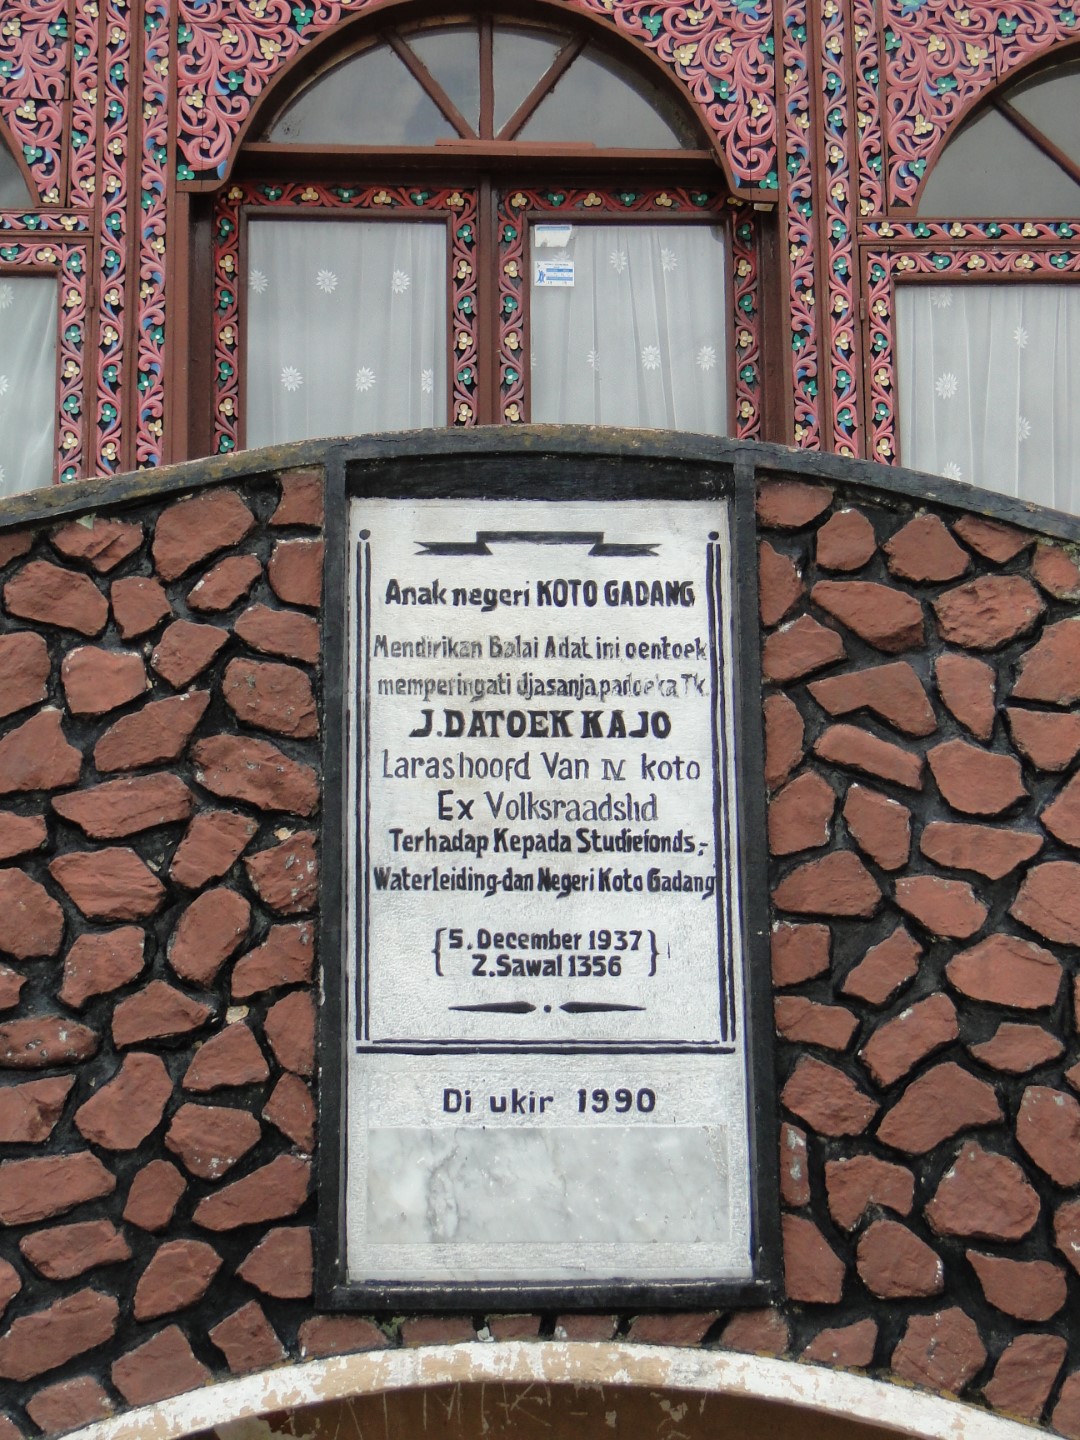 Anak negeri KOTO GADANG
Mendirikan Balai Adat ini oentoek
memperingati djasanja padoeka Tk.
J. DATOEK KAJO
Larashoofd Van IV koto
Ex Volksraadslid
Terhadap Kepada Studiefonds,-
Waterleiding-dan Negeri Koto Gadang
{5. December 1937}
2. Sawal 1356
Di ukir 1990